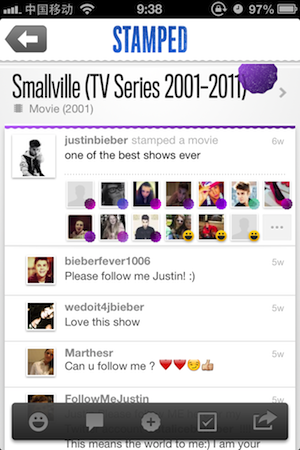 中国移动 9:38 97%
STAMPED
Smallville (TV Series 2001-2011)
Movie (2001)
justinbieber stamped a movie 6w
one of the best shows ever
bieberfever1006 5w
Please follow me Justin! :)
wedoit4jbieber 5w
Love this show
Marthesr 5w
Can u follow me ? ❤❤😏👍
FollowMeJustin 5w
This means the world to me:) I am your